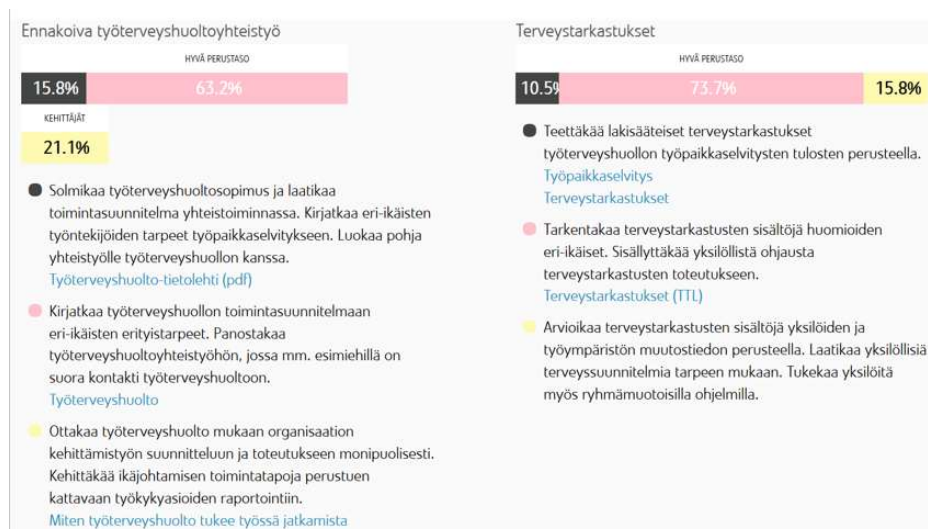 Ennakoiva työterveyshuoltoyhteistyö
HYVÄ PERUSTASO
15.8% 63.2%
KEHITTÄJÄT
21.1%
Solmikaa työterveyshuoltosopimus ja laatikaa
toimintasuunnitelma yhteistoiminnassa. Kirjatkaa eri-ikäisten
työntekijöiden tarpeet työpaikkaselvitykseen. Luokaa pohja
yhteistyölle työterveyshuollon kanssa.
Työterveyshuolto-tietolehti (pdf)
Kirjatkaa työterveyshuollon toimintasuunnitelmaan
eri-ikäisten erityistarpeet. Panostakaa
työterveyshuoltoyhteistyöhön, jossa mm. esimiehillä on
suora kontakti työterveyshuoltoon.
Työterveyshuolto
Ottakaa työterveyshuolto mukaan organisaation
kehittämistyön suunnitteluun ja toteutukseen monipuolisesti.
Kehittäkää ikäjohtamisen toimintatapoja perustuen
kattavaan työkykyasioiden raportointiin.
Miten työterveyshuolto tukee työssä jatkamista
Terveystarkastukset
HYVÄ PERUSTASO
10.5% 73.7% 15.8%
Teettäkää lakisääteiset terveystarkastukset
työterveyshuollon työpaikkaselvitysten tulosten perusteella.
Työpaikkaselvitys
Terveystarkastukset
Tarkentakaa terveystarkastusten sisältöjä huomioiden
eri-ikäiset. Sisällyttäkää yksilöllistä ohjausta
terveystarkastusten toteutukseen.
Terveystarkastukset (TTL)
Arvioikaa terveystarkastusten sisältöjä yksilöiden ja
työympäristön muutostiedon perusteella. Laatikaa yksilöllisiä
terveyssuunnitelmia tarpeen mukaan. Tukekaa yksilöitä
myös ryhmämuotoisilla ohjelmilla.